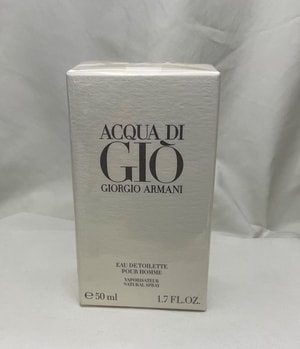 ACQUA DI
GIÒ
GIORGIO ARMANI
EAU DE TOILETTE
POUR HOMME
VAPORISATEUR
NATURAL SPRAY
℮ 50 ml 1.7 FL.OZ.